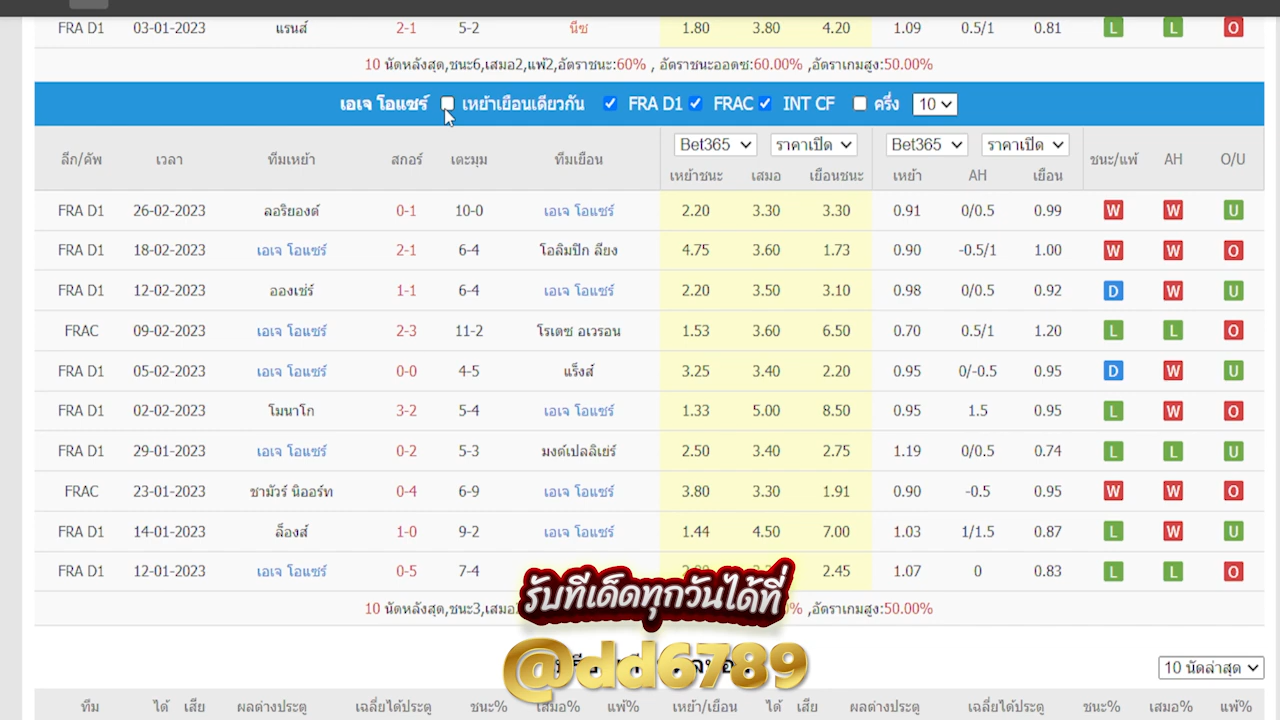 FRA D1 03-01-2023 แรนส์ 2-1 5-2 นีซ 1.80 3.80 4.20 1.09 0.5/1 0.81 L L O
10 นัดหลังสุด,ชนะ6,เสมอ2,แพ้2,อัตราชนะ:60% , อัตราชนะออดซ:60.00% ,อัตราเกมสูง:50.00%
เอเจ โอแซร์ เหย้าเยือนเดียวกัน FRA D1 FRAC INT CF ครึ่ง 10
Bet365 ราคาเปิด Bet365 ราคาเปิด
ลีก/คัพ เวลา ทีมเหย้า สกอร์ เตะมุม ทีมเยือน ชนะ/แพ้ AH O/U
เหย้าชนะ เสมอ เยือนชนะ เหย้า AH เยือน
FRA D1 26-02-2023 ลอริยองต์ 0-1 10-0 เอเจ โอแซร์ 2.20 3.30 3.30 0.91 0/0.5 0.99 W W U
FRA D1 18-02-2023 เอเจ โอแซร์ 2-1 6-4 โอลิมปิก ลียง 4.75 3.60 1.73 0.90 -0.5/1 1.00 W W O
FRA D1 12-02-2023 อองเช่ร์ 1-1 6-4 เอเจ โอแซร์ 2.20 3.50 3.10 0.98 0/0.5 0.92 D W U
FRAC 09-02-2023 เอเจ โอแซร์ 2-3 11-2 โรเดซ อเวรอน 1.53 3.60 6.50 0.70 0.5/1 1.20 L L O
FRA D1 05-02-2023 เอเจ โอแซร์ 0-0 4-5 แร็งส์ 3.25 3.40 2.20 0.95 0/-0.5 0.95 D W U
FRA D1 02-02-2023 โมนาโก 3-2 5-4 เอเจ โอแซร์ 1.33 5.00 8.50 0.95 1.5 0.95 L W O
FRA D1 29-01-2023 เอเจ โอแซร์ 0-2 5-3 มงต์เปลลิเย่ร์ 2.50 3.40 2.75 1.19 0/0.5 0.74 L L U
FRAC 23-01-2023 ชามัวร์ นิออร์ท 0-4 6-9 เอเจ โอแซร์ 3.80 3.30 1.91 0.90 -0.5 0.95 W W O
FRA D1 14-01-2023 ล็องส์ 1-0 9-2 เอเจ โอแซร์ 1.44 4.50 7.00 1.03 1/1.5 0.87 L W U
FRA D1 12-01-2023 เอเจ โอแซร์ 0-5 7-4 2.45 1.07 0 0.83 L L O
รับทีเด็ดทุกวันได้ที่
10 นัดหลังสุด,ชนะ3,เสมอ ,อัตราเกมสูง:50.00%
@dd6789
10 นัดล่าสุด
ทีม ได้ เสีย ผลต่างประตู เฉลี่ยได้ประตู ชนะ% เสมอ% แพ้% เหย้า/เยือน ได้ เสีย ผลต่างประตู เฉลี่ยได้ประตู ชนะ% เสมอ% แพ้%